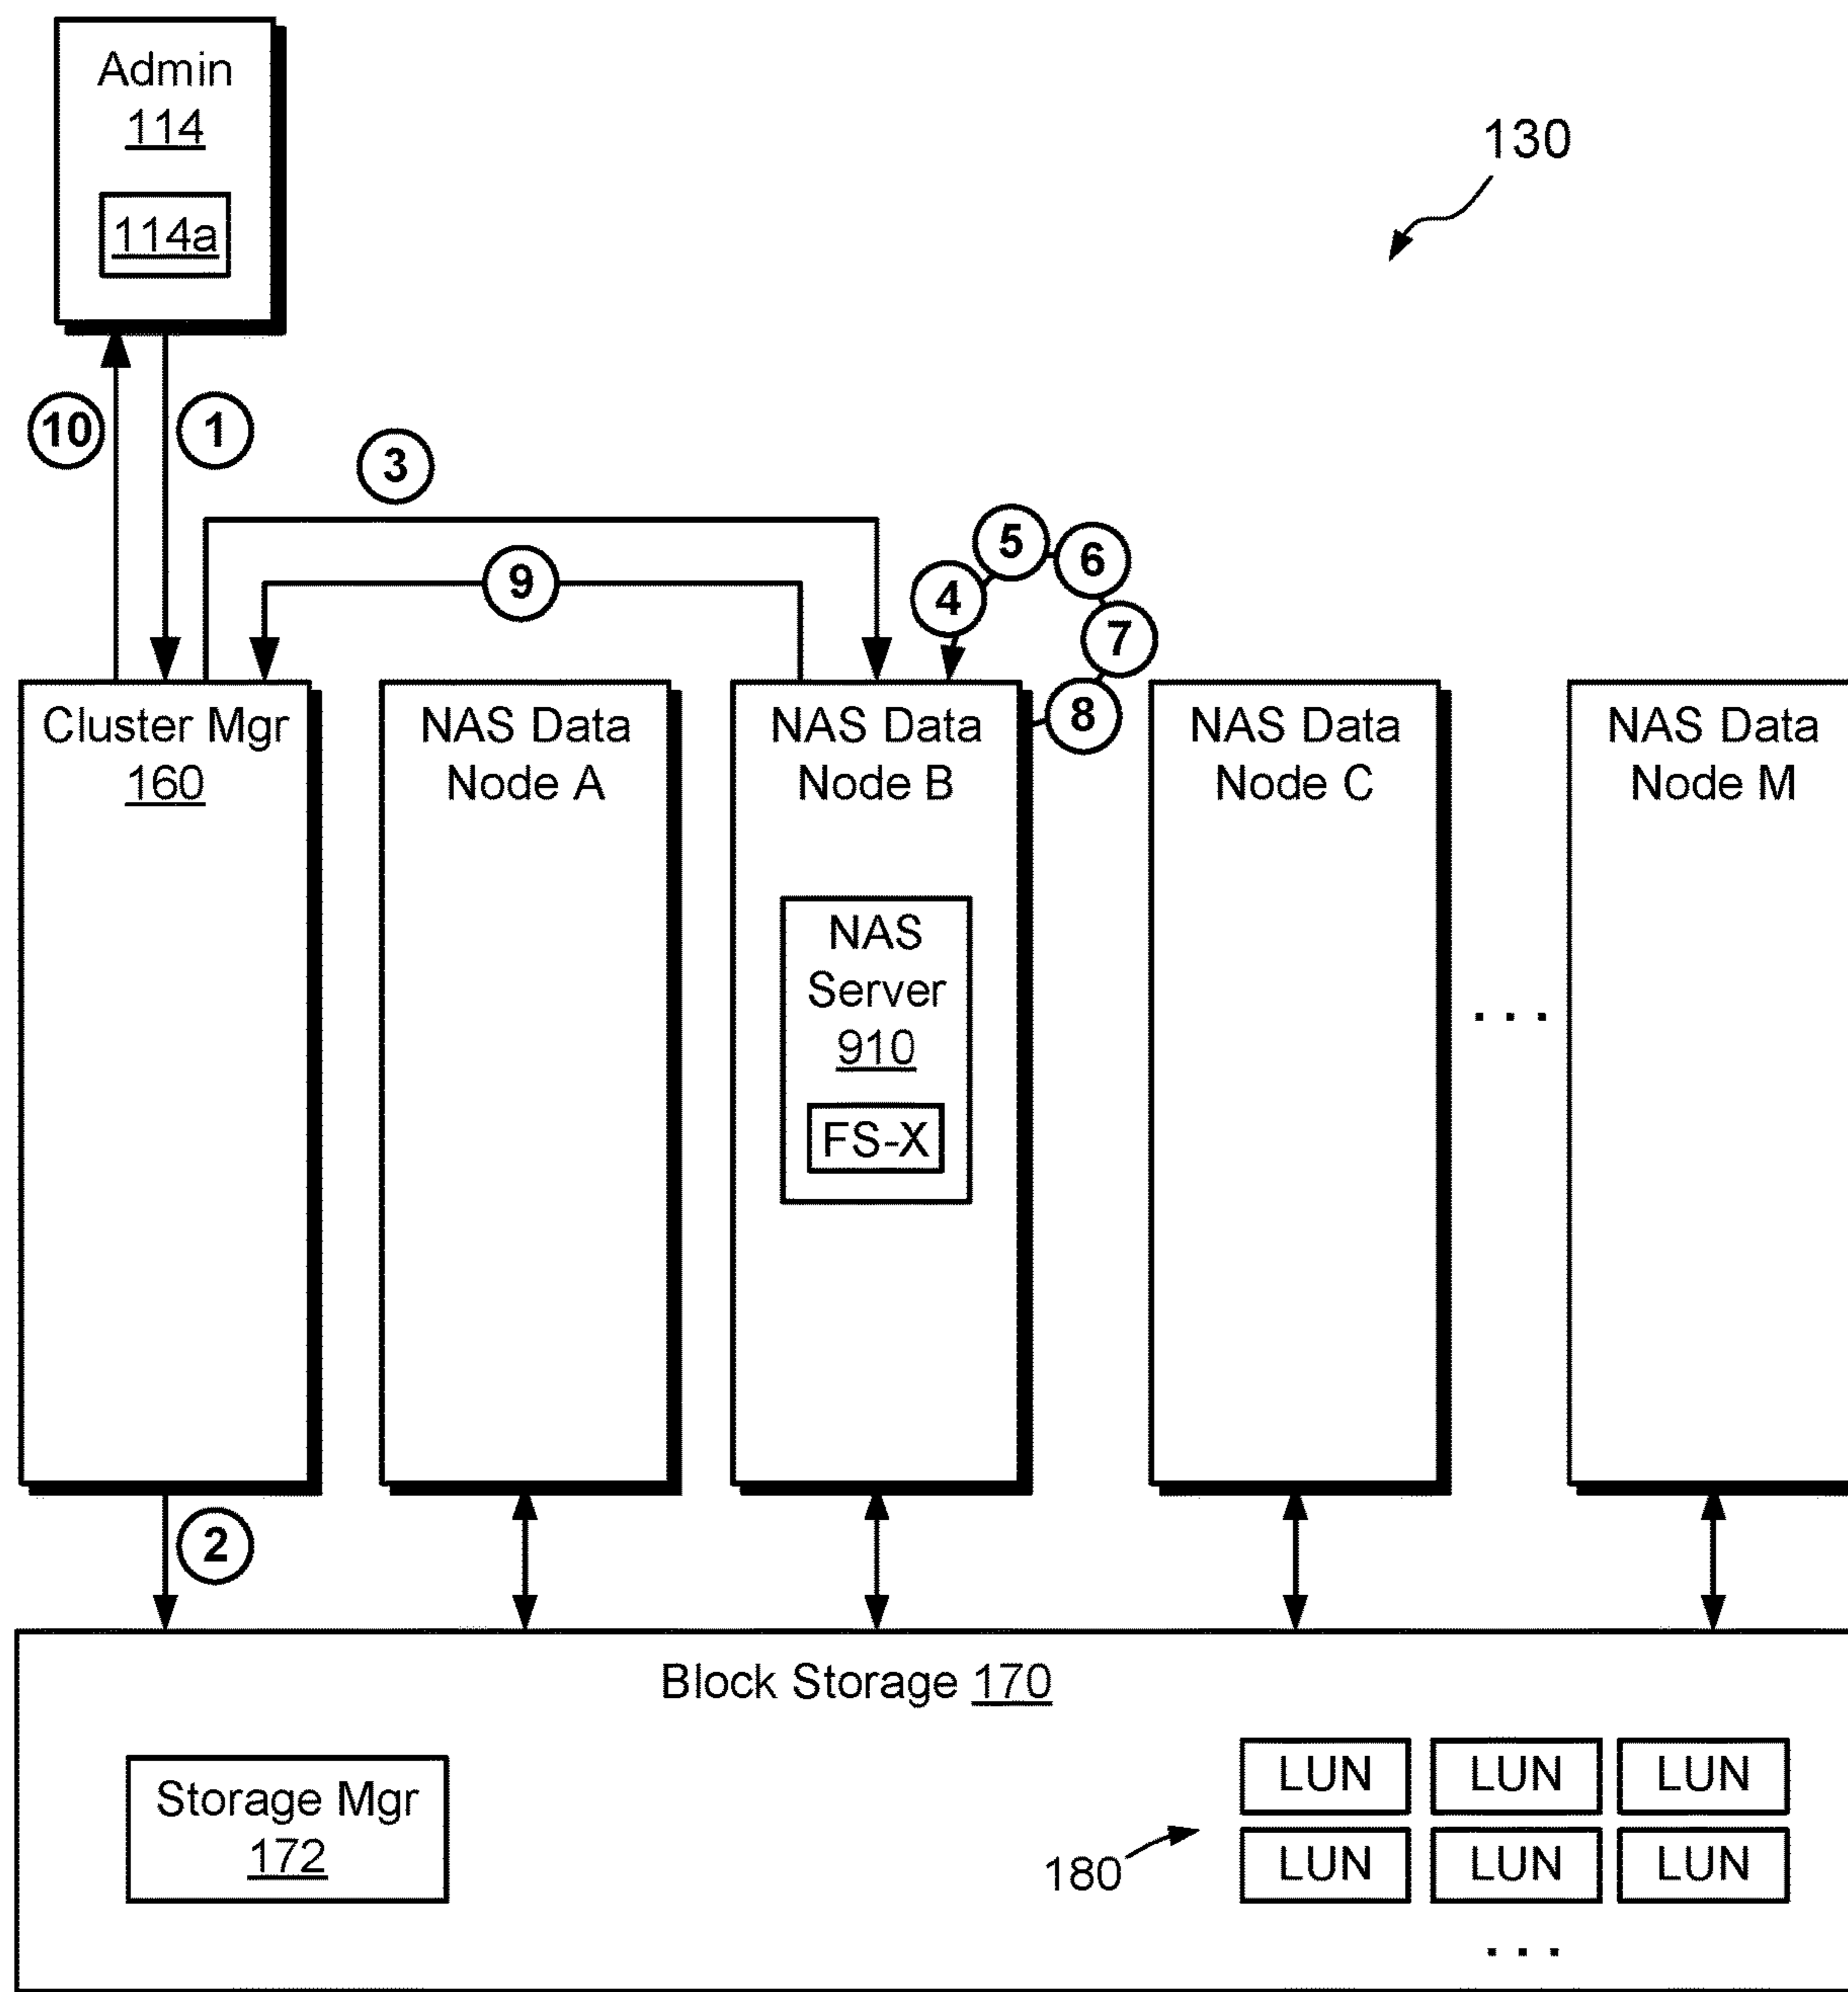 Admin
114
114a
130
10
1
3
9
5
6
4
7
8
Cluster Mgr
160
NAS Data
Node A
NAS Data
Node B
NAS Data
Node C
NAS Data
Node M
NAS
Server
910
FS-X
. . .
2
Block Storage 170
Storage Mgr
172
180
LUN LUN LUN
LUN LUN LUN
. . .